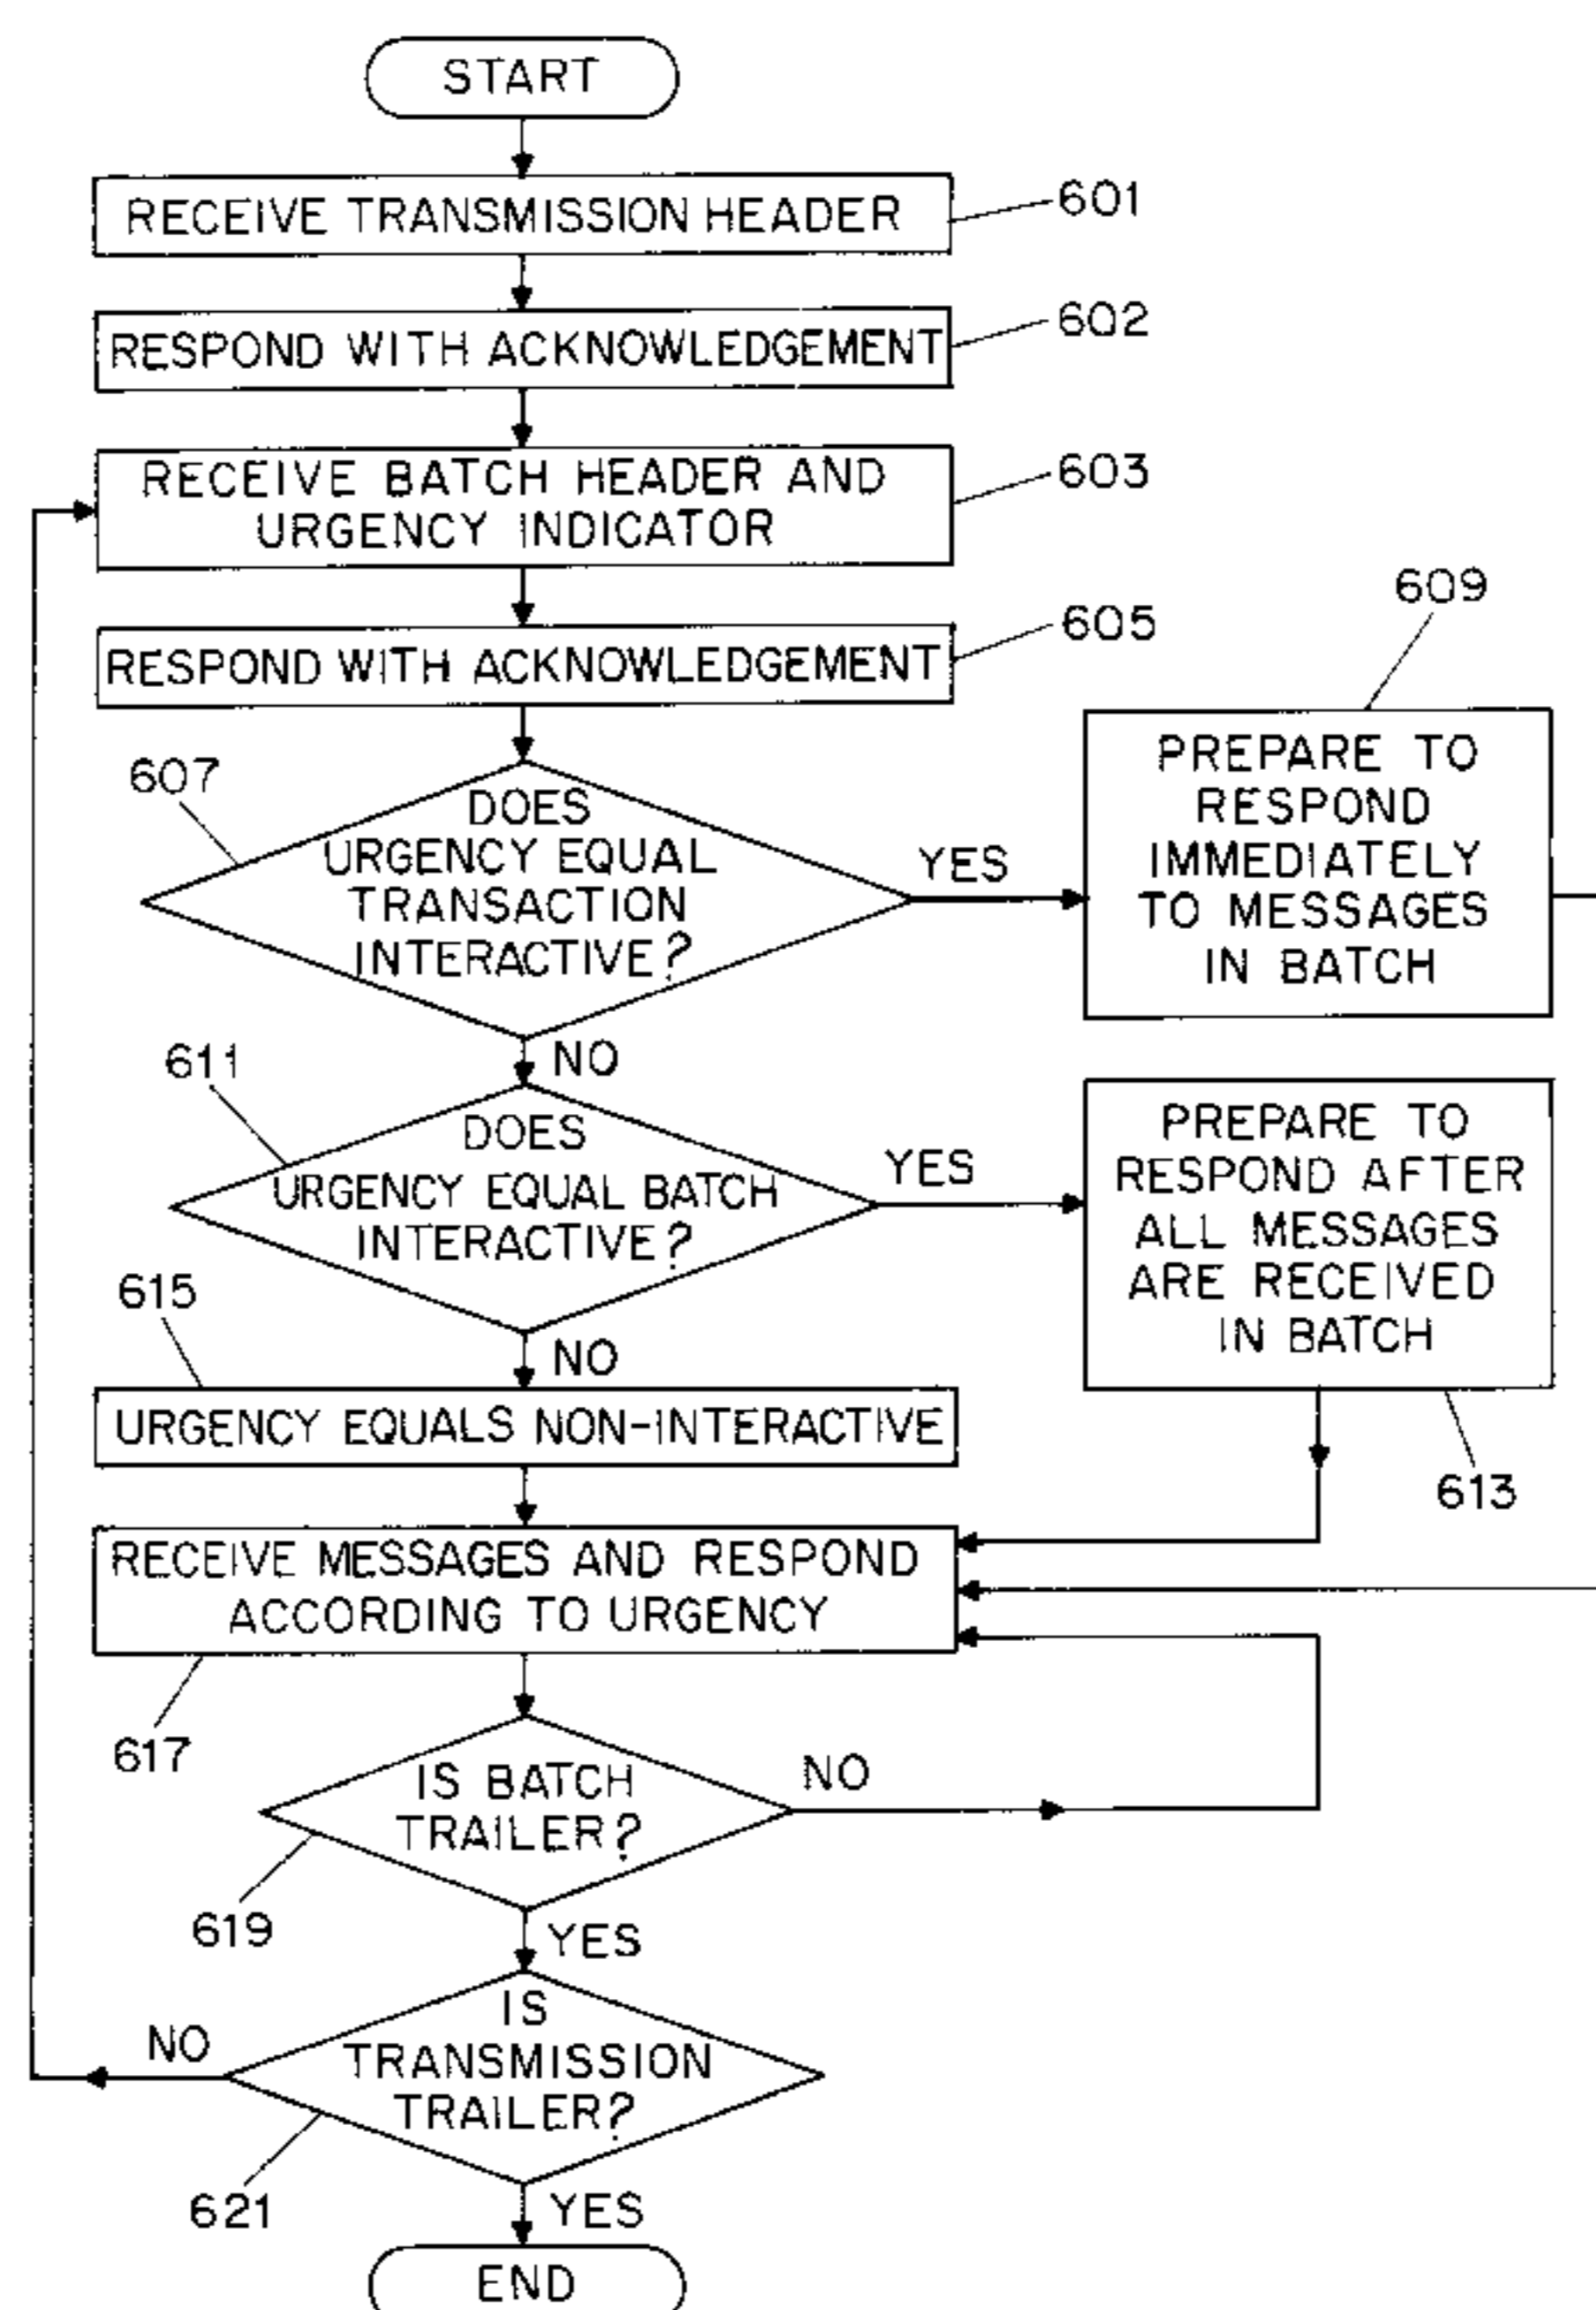 START
RECEIVE TRANSMISSION HEADER
601
RESPOND WITH ACKNOWLEDGEMENT
602
RECEIVE BATCH HEADER AND
URGENCY INDICATOR
603
RESPOND WITH ACKNOWLEDGEMENT
605
607
DOES
URGENCY EQUAL
TRANSACTION
INTERACTIVE?
YES
609
PREPARE TO
RESPOND
IMMEDIATELY
TO MESSAGES
IN BATCH
NO
611
DOES
URGENCY EQUAL BATCH
INTERACTIVE?
YES
PREPARE TO
RESPOND AFTER
ALL MESSAGES
ARE RECEIVED
IN BATCH
613
NO
615
URGENCY EQUALS NON-INTERACTIVE
RECEIVE MESSAGES AND RESPOND
ACCORDING TO URGENCY
617
IS BATCH
TRAILER?
NO
619
YES
IS
TRANSMISSION
TRAILER?
NO
621
YES
END